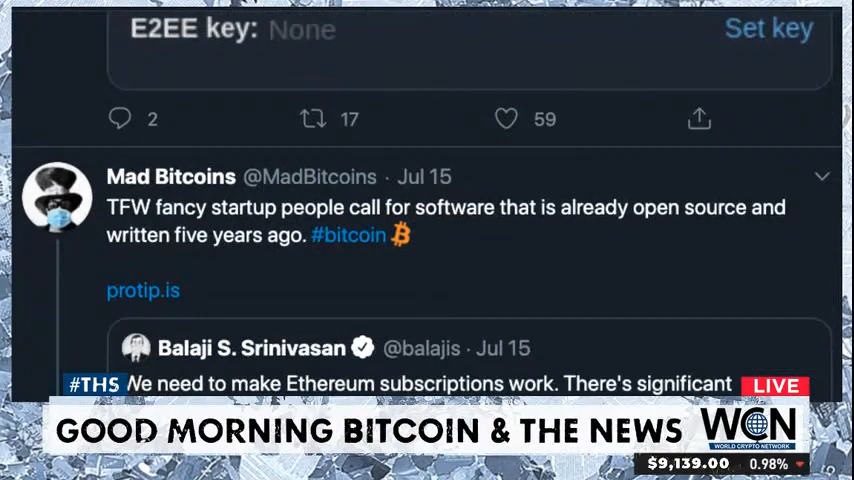 E2EE key: None
Set key
2
17
59
Mad Bitcoins @MadBitcoins · Jul 15
TFW fancy startup people call for software that is already open source and
written five years ago. #bitcoin
protip.is
Balaji S. Srinivasan @balajis · Jul 15
#THS
We need to make Ethereum subscriptions work. There's significant
LIVE
GOOD MORNING BITCOIN & THE NEWS
WCN
WORLD CRYPTO NETWORK
$9,139.00 0.98%